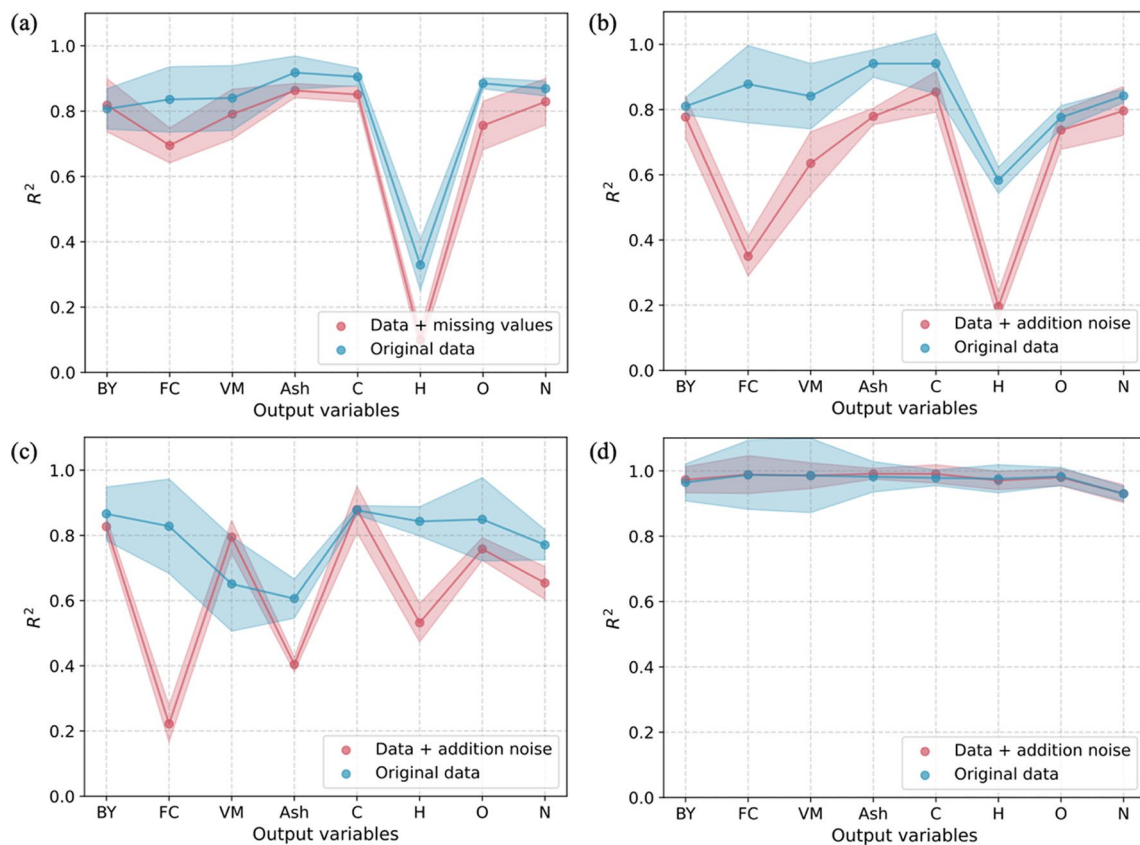 (a)
1.0
0.8
0.6
0.4
0.2
0.0
R²
Data + missing values
Original data
BY FC VM Ash C H O N
Output variables
(b)
1.0
0.8
0.6
0.4
0.2
0.0
R²
Data + addition noise
Original data
BY FC VM Ash C H O N
Output variables
(c)
1.0
0.8
0.6
0.4
0.2
0.0
R²
Data + addition noise
Original data
BY FC VM Ash C H O N
Output variables
(d)
1.0
0.8
0.6
0.4
0.2
0.0
R²
Data + addition noise
Original data
BY FC VM Ash C H O N
Output variables